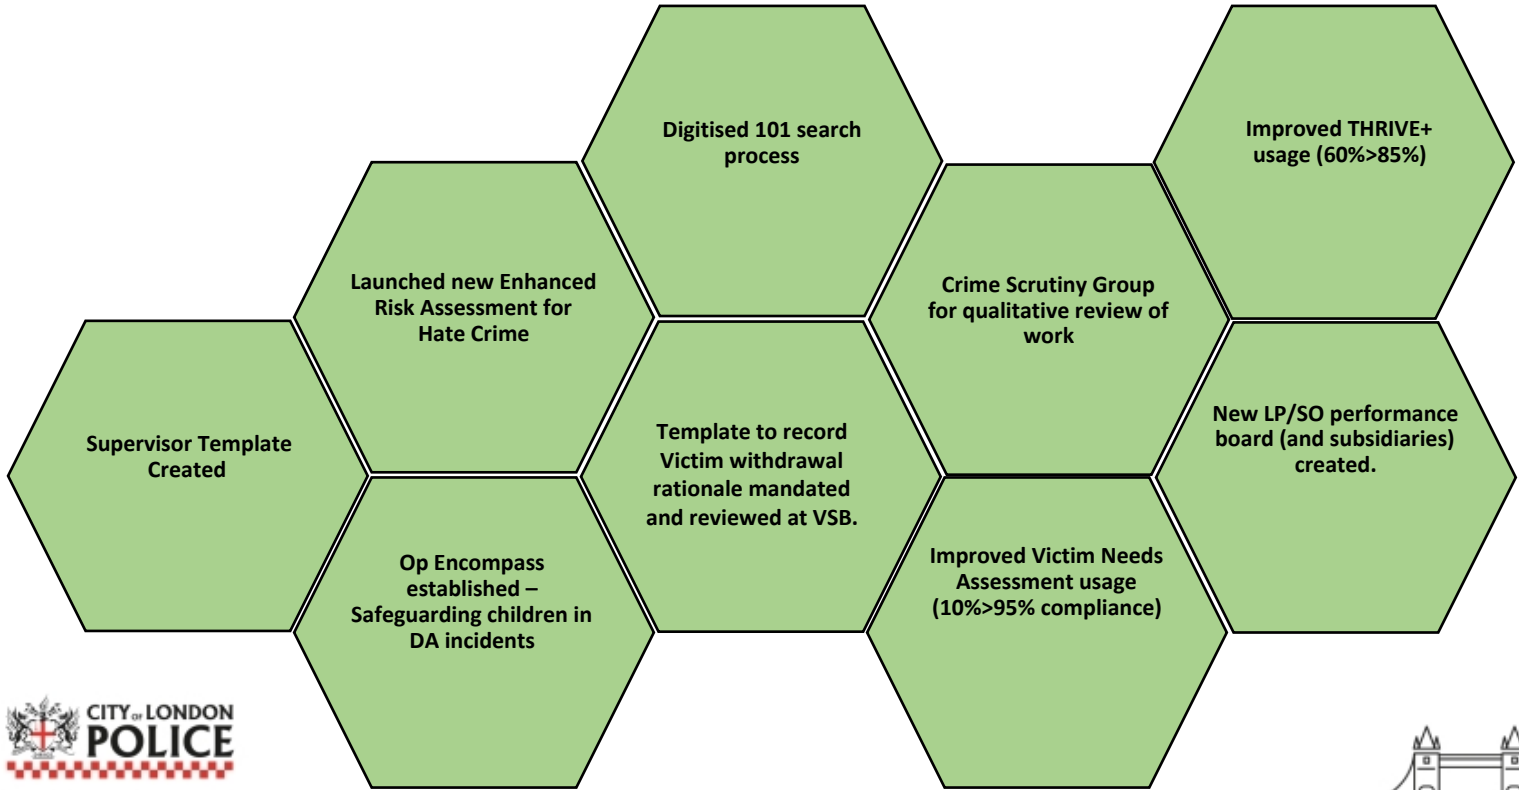 Digitised 101 search
process
Improved THRIVE+
usage (60%>85%)
Launched new Enhanced
Risk Assessment for
Hate Crime
Crime Scrutiny Group
for qualitative review of
work
Supervisor Template
Created
Template to record
Victim withdrawal
rationale mandated
and reviewed at VSB.
New LP/SO performance
board (and subsidiaries)
created.
Op Encompass
established –
Safeguarding children in
DA incidents
Improved Victim Needs
Assessment usage
(10%>95% compliance)
CITY OF LONDON
POLICE